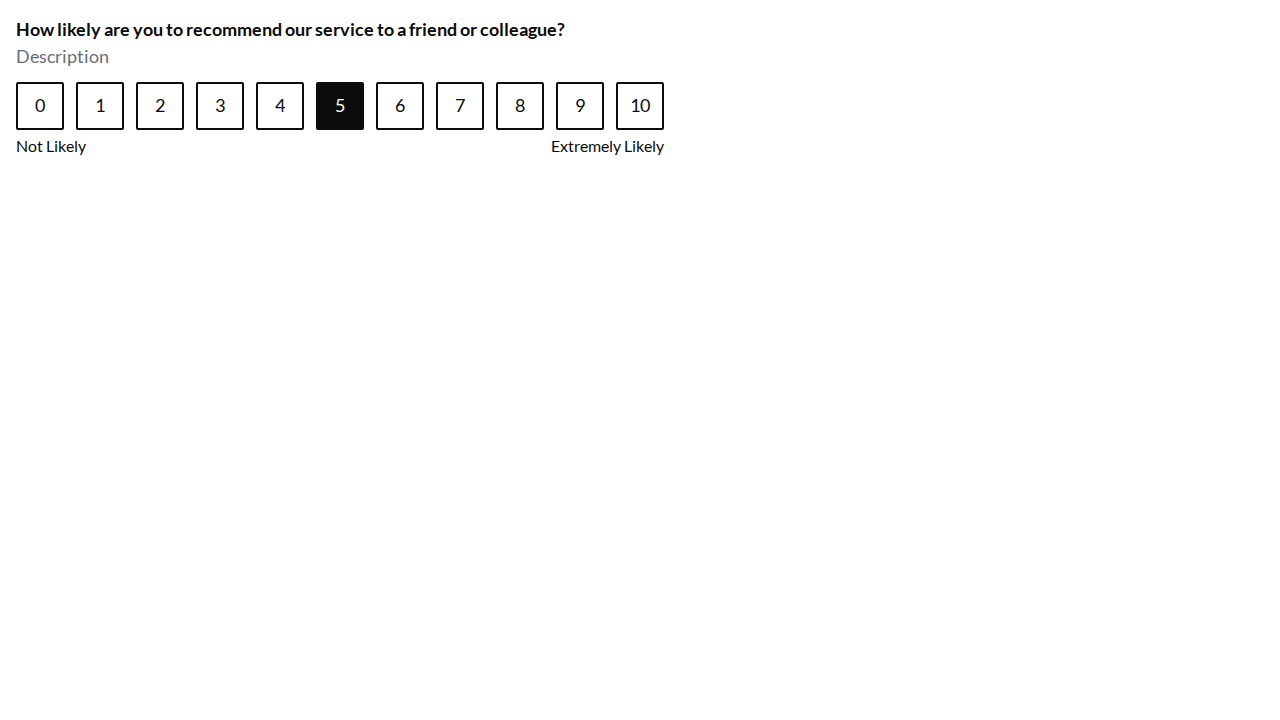 How likely are you to recommend our service to a friend or colleague?
Description
0 1 2 3 4 5 6 7 8 9 10
Not Likely Extremely Likely